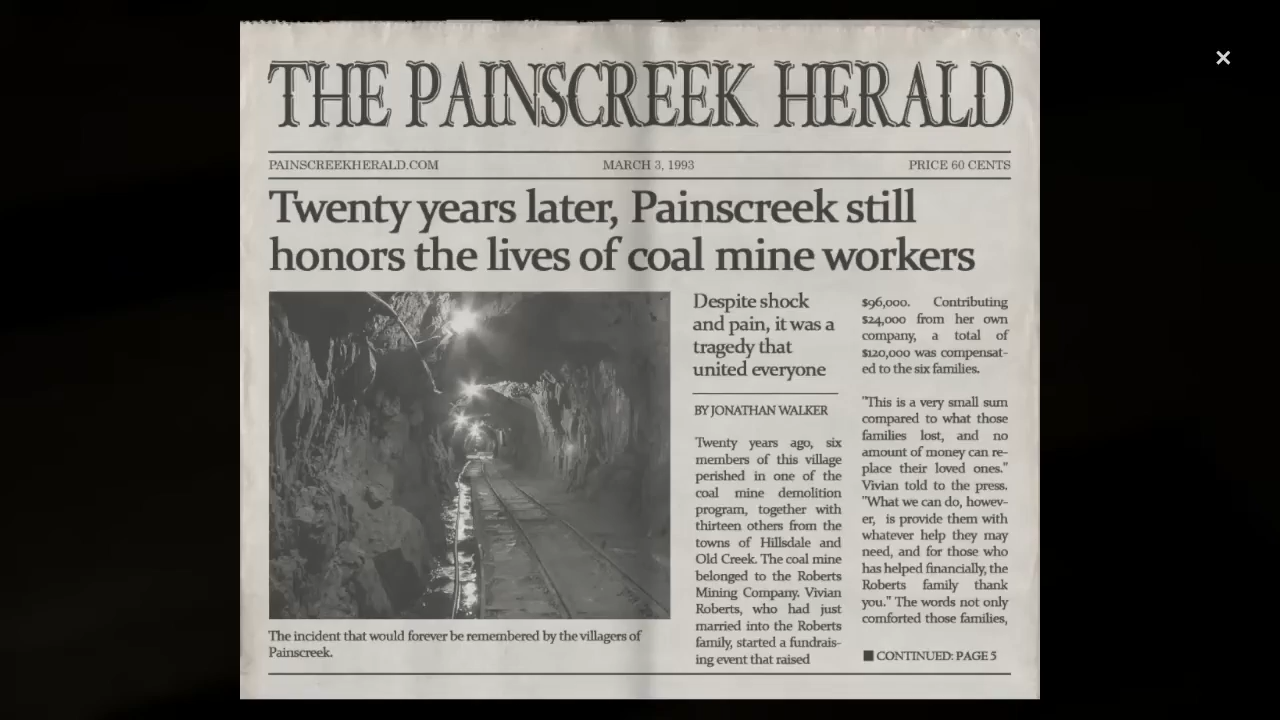 THE PAINSCREEK HERALD
PAINSCREEKHERALD.COM MARCH 3, 1993 PRICE 60 CENTS
Twenty years later, Painscreek still
honors the lives of coal mine workers
The incident that would forever be remembered by the villagers of
Painscreek.
Despite shock
and pain, it was a
tragedy that
united everyone
BY JONATHAN WALKER
Twenty years ago, six
members of this village
perished in one of the
coal mine demolition
program, together with
thirteen others from the
towns of Hillsdale and
Old Creek. The coal mine
belonged to the Roberts
Mining Company. Vivian
Roberts, who had just
married into the Roberts
family, started a fundrais-
ing event that raised
$96,000. Contributing
$24,000 from her own
company, a total of
$120,000 was compensat-
ed to the six families.
"This is a very small sum
compared to what those
families lost, and no
amount of money can re-
place their loved ones."
Vivian told to the press.
"What we can do, howev-
er, is provide them with
whatever help they may
need, and for those who
has helped financially, the
Roberts family thank
you." The words not only
comforted those families,
■ CONTINUED: PAGE 5